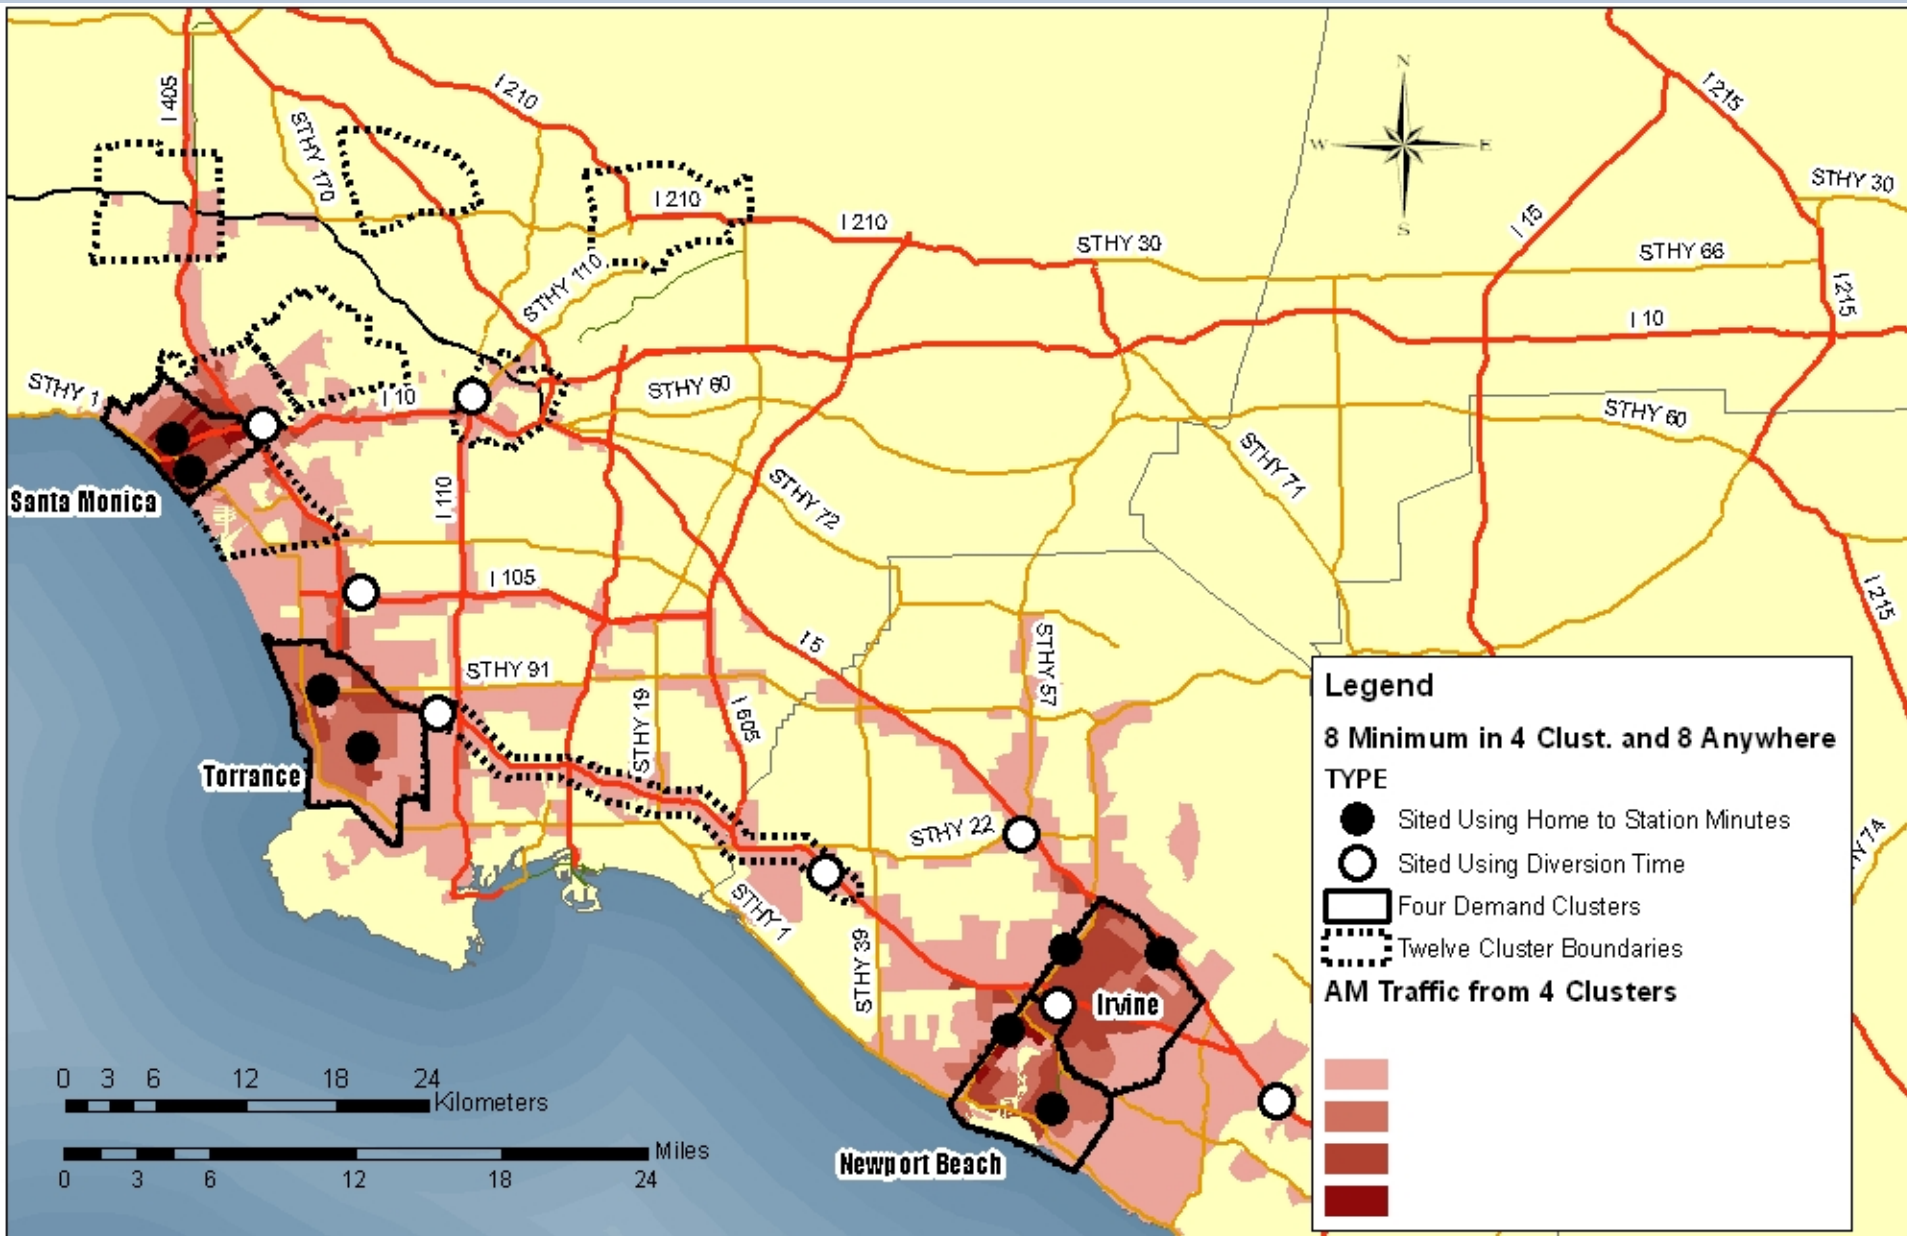 I 405
I 210
STHY 170
N
W
E
S
I 215
STHY 30
I 15
I 210
I 210
STHY 30
STHY 66
STHY 110
I 215
I 10
STHY 1
I 10
STHY 60
STHY 60
STHY 71
STHY 72
Santa Monica
I 110
I 105
I 5
I 215
STHY 91
STHY 57
STHY 19
I 605
Torrance
STHY 22
STHY 1
STHY 39
Irvine
Newport Beach
0 3 6 12 18 24
Kilometers
Miles
0 3 6 12 18 24
Legend
8 Minimum in 4 Clust. and 8 Anywhere
TYPE
Sited Using Home to Station Minutes
Sited Using Diversion Time
Four Demand Clusters
Twelve Cluster Boundaries
AM Traffic from 4 Clusters